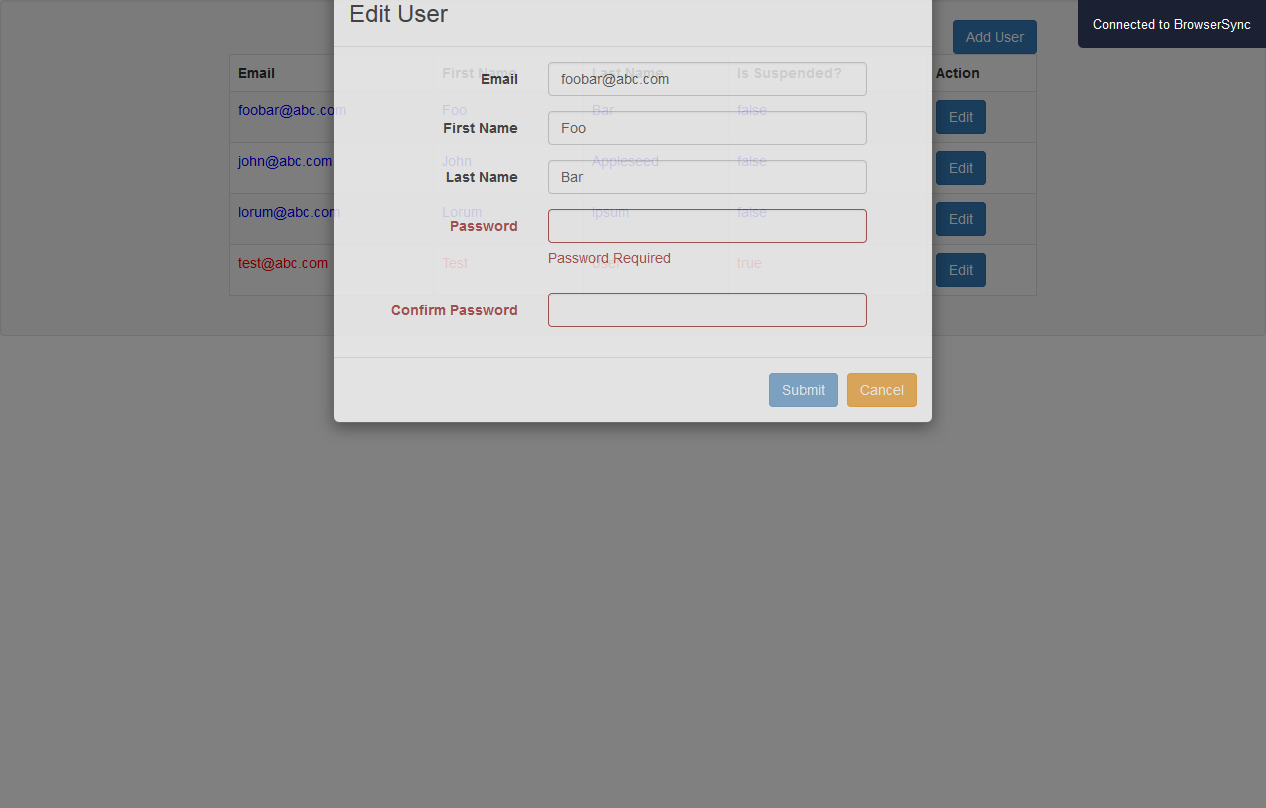 Edit User
Connected to BrowserSync
Add User
Email First Name Last Name Is Suspended? Action
foobar@abc.com Foo Bar false Edit
john@abc.com John Appleseed false Edit
lorum@abc.com Lorum Ipsum false Edit
test@abc.com Test User true Edit
Email foobar@abc.com
First Name Foo
Last Name Bar
Password
Password Required
Confirm Password
Submit Cancel